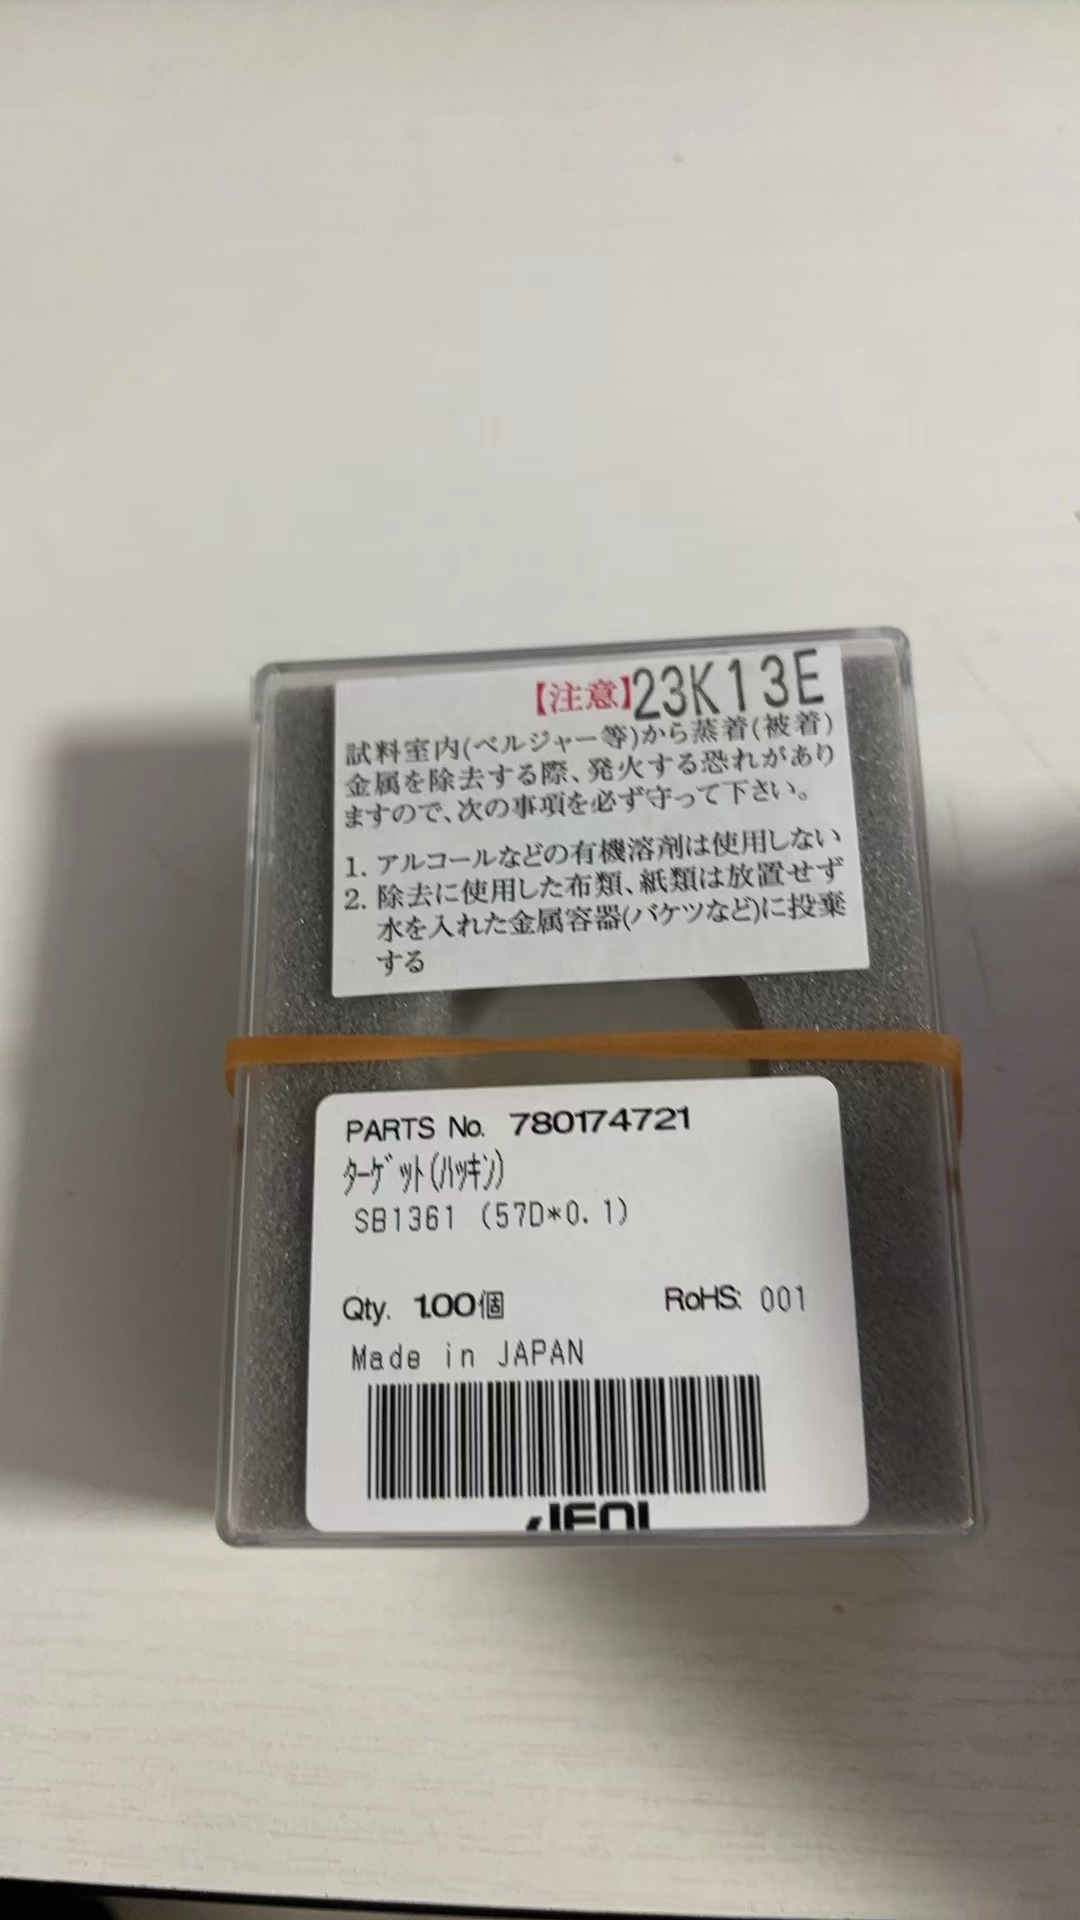 【注意】23K13E
試料室内(ベルジャー等)から蒸着(被着)
金属を除去する際、発火する恐れがあり
ますので、次の事項を必ず守って下さい。
1. アルコールなどの有機溶剤は使用しない
2. 除去に使用した布類、紙類は放置せず
水を入れた金属容器(バケツなど)に投棄
する
PARTS No. 780174721
ﾀｰｹﾞｯﾄ(ﾊｯｷﾝ)
SB1361 (57D*0.1)
Qty. 1.00個 RoHS: 001
Made in JAPAN